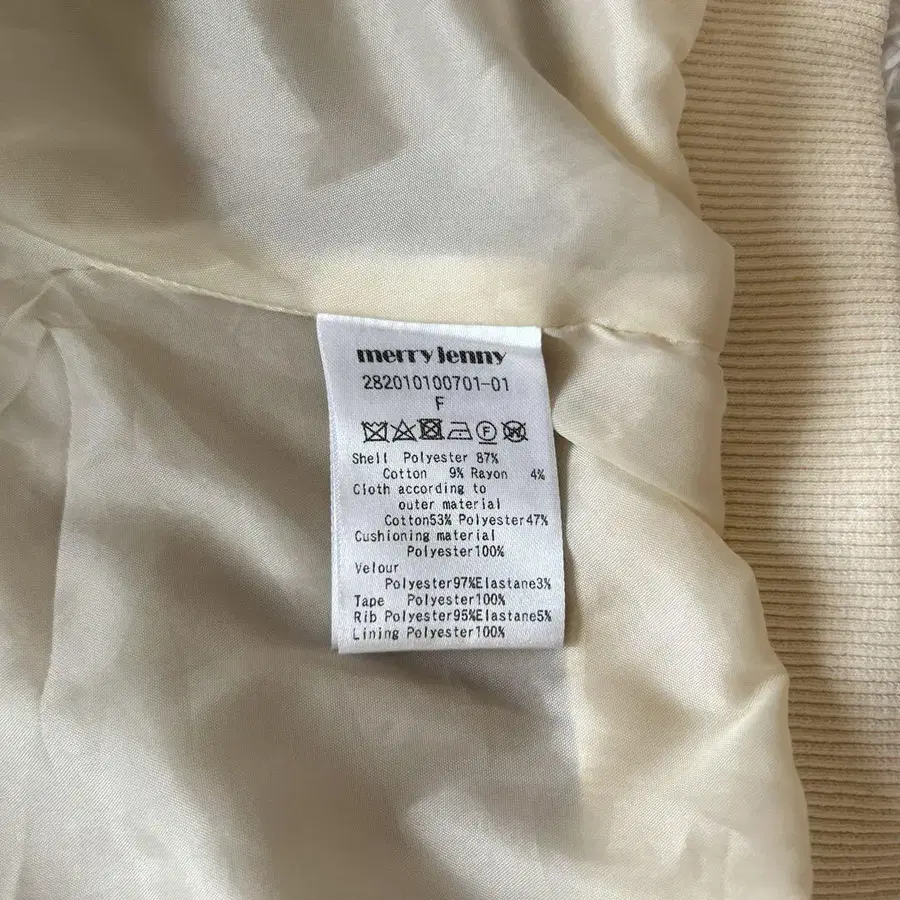 merry jenny
282010100701-01
F
Shell Polyester 87%
Cotton 9% Rayon 4%
Cloth according to
outer material
Cotton53% Polyester47%
Cushioning material
Polyester100%
Velour
Polyester97%Elastane3%
Tape Polyester100%
Rib Polyester95%Elastane5%
Lining Polyester100%